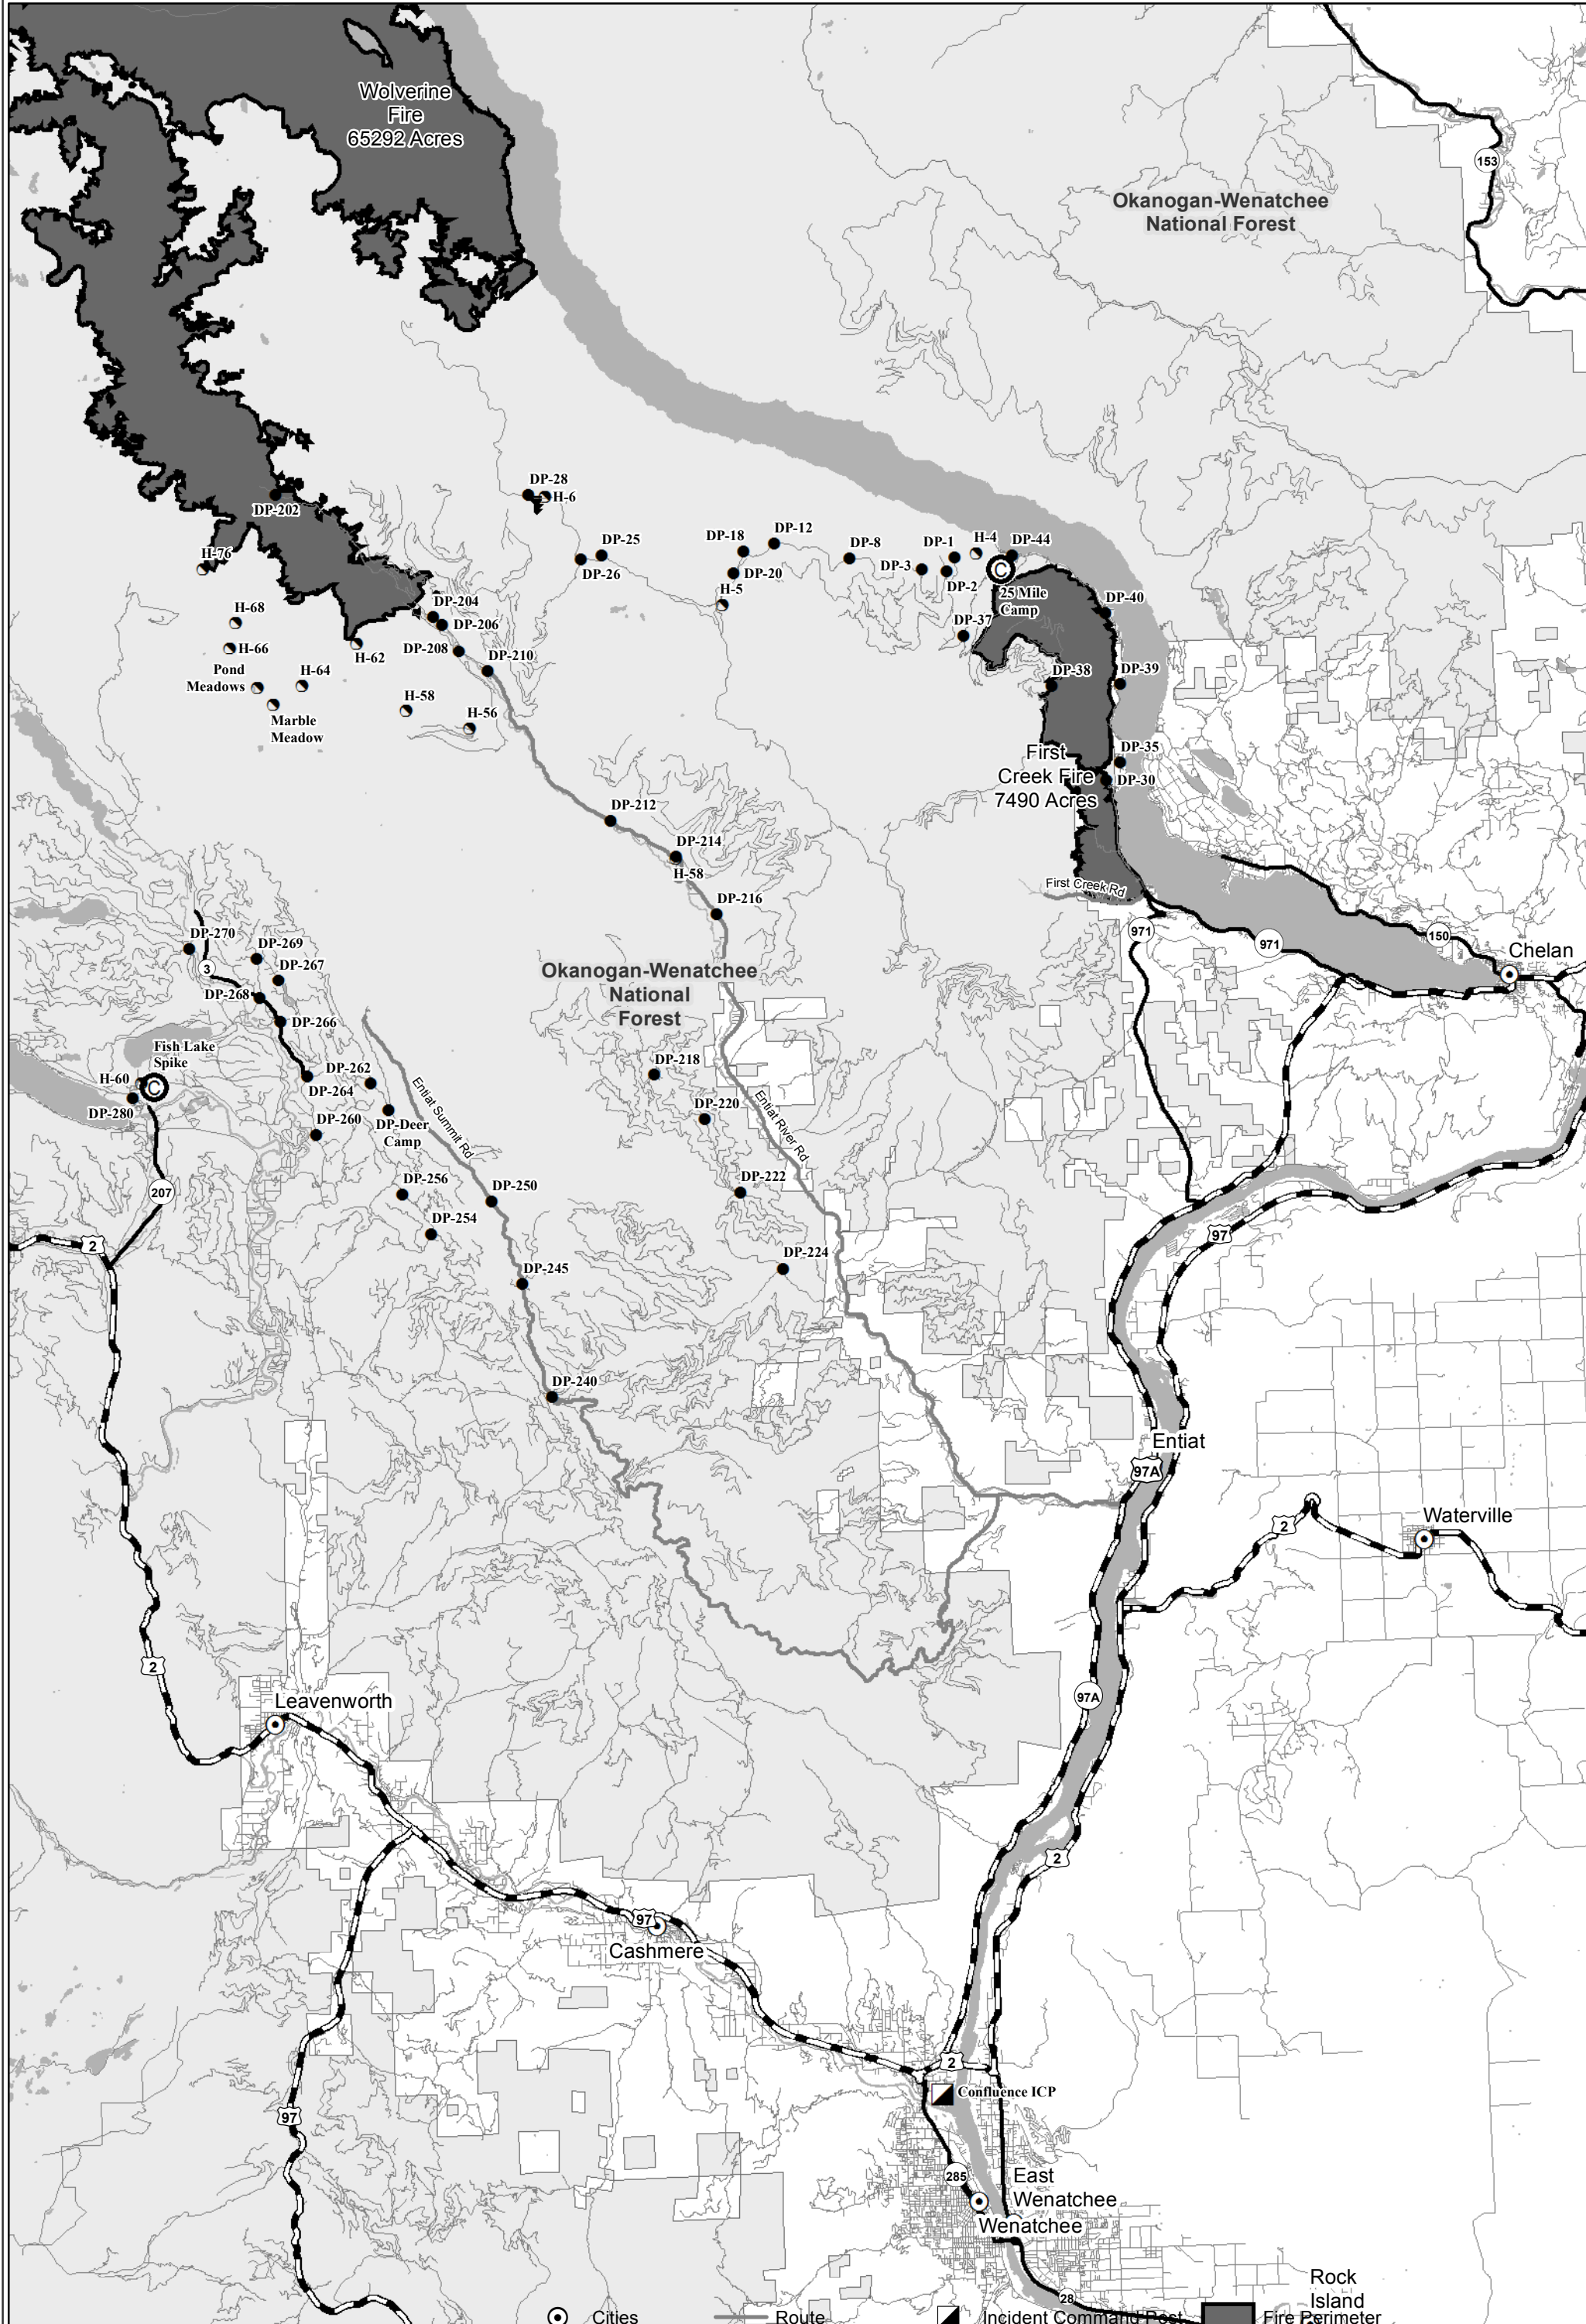 Wolverine
Fire
65292 Acres
153
Okanogan-Wenatchee
National Forest
DP-28
H-6
DP-202
DP-25
DP-26
DP-18
DP-12
DP-20
H-5
DP-8
DP-3
DP-1
H-4
DP-44
DP-2
C
25 Mile
Camp
DP-40
DP-37
DP-38
DP-39
H-76
H-68
H-66
Pond
Meadows
H-64
Marble
Meadow
H-62
DP-204
DP-206
DP-208
DP-210
H-58
H-56
DP-35
DP-30
First
Creek Fire
7490 Acres
DP-212
DP-214
H-58
DP-216
First Creek Rd
971
971
150
Chelan
DP-270
DP-269
3
DP-267
DP-268
DP-266
Okanogan-Wenatchee
National
Forest
Fish Lake
Spike
H-60
C
DP-280
DP-262
DP-264
DP-260
DP-Deer
Camp
Entiat Summit Rd
DP-218
DP-220
Entiat River Rd
DP-222
207
DP-256
DP-250
DP-254
2
97
DP-245
DP-224
DP-240
Entiat
97A
2
Waterville
2
Leavenworth
97A
2
97
Cashmere
2
Confluence ICP
97
285
East
Wenatchee
Wenatchee
28
Rock
Island
Cities
Route
Incident Command Post
Fire Perimeter